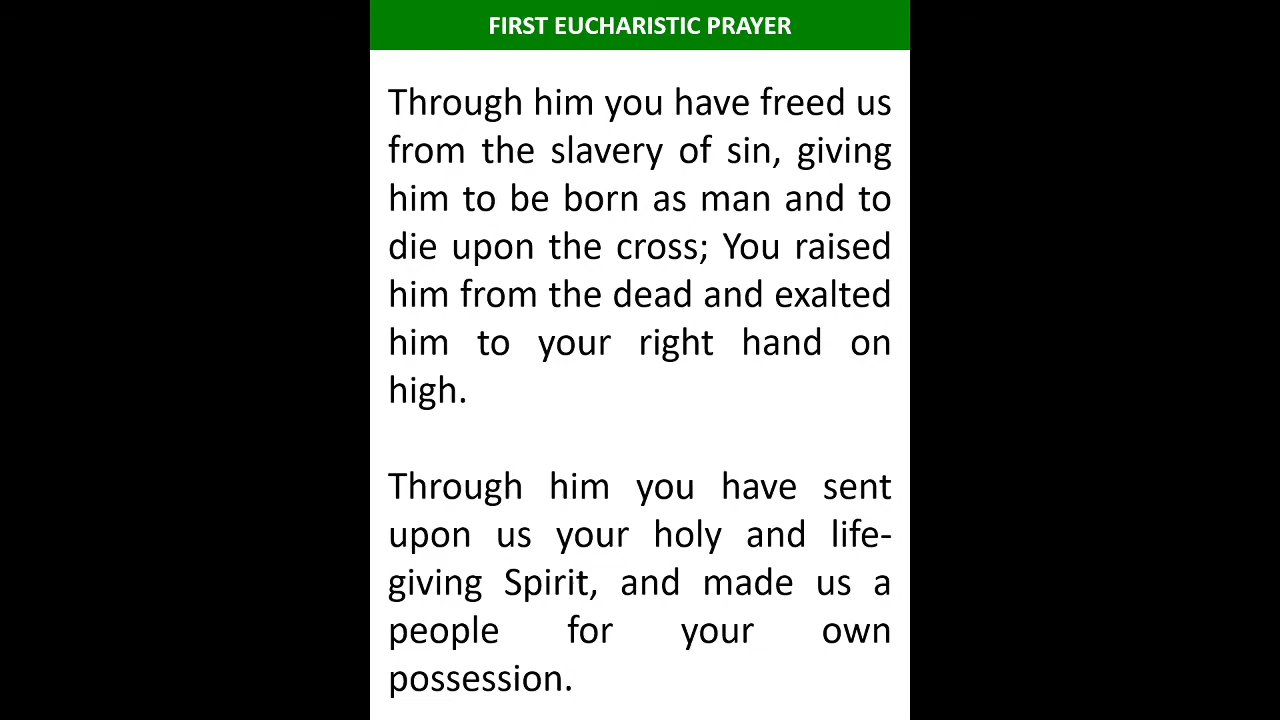 FIRST EUCHARISTIC PRAYER
Through him you have freed us
from the slavery of sin, giving
him to be born as man and to
die upon the cross; You raised
him from the dead and exalted
him to your right hand on
high.
Through him you have sent
upon us your holy and life-
giving Spirit, and made us a
people for your own
possession.